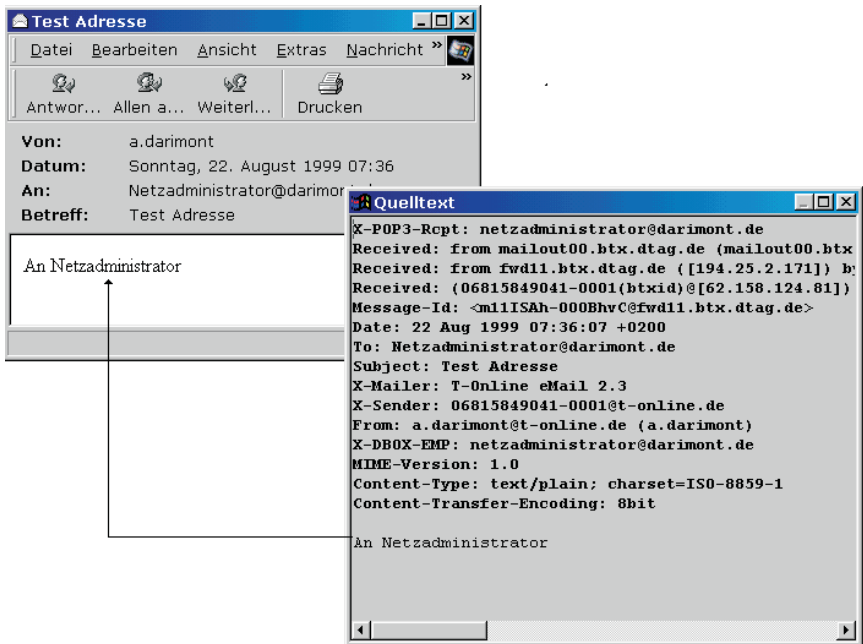 Test Adresse
Datei Bearbeiten Ansicht Extras Nachricht »
Antwor... Allen a... Weiterl... Drucken »
Von: a.darimont
Datum: Sonntag, 22. August 1999 07:36
An: Netzadministrator@darimont
Betreff: Test Adresse
An Netzadministrator
Quelltext
X-POP3-Rcpt: netzadministrator@darimont.de
Received: from mailout00.btx.dtag.de (mailout00.btx
Received: from fwd11.btx.dtag.de ([194.25.2.171]) by
Received: (06815849041-0001(btxid)@[62.158.124.81])
Message-Id: <m11ISAh-000BhvC@fwd11.btx.dtag.de>
Date: 22 Aug 1999 07:36:07 +0200
To: Netzadministrator@darimont.de
Subject: Test Adresse
X-Mailer: T-Online eMail 2.3
X-Sender: 06815849041-0001@t-online.de
From: a.darimont@t-online.de (a.darimont)
X-DBOX-EMP: netzadministrator@darimont.de
MIME-Version: 1.0
Content-Type: text/plain; charset=ISO-8859-1
Content-Transfer-Encoding: 8bit
An Netzadministrator